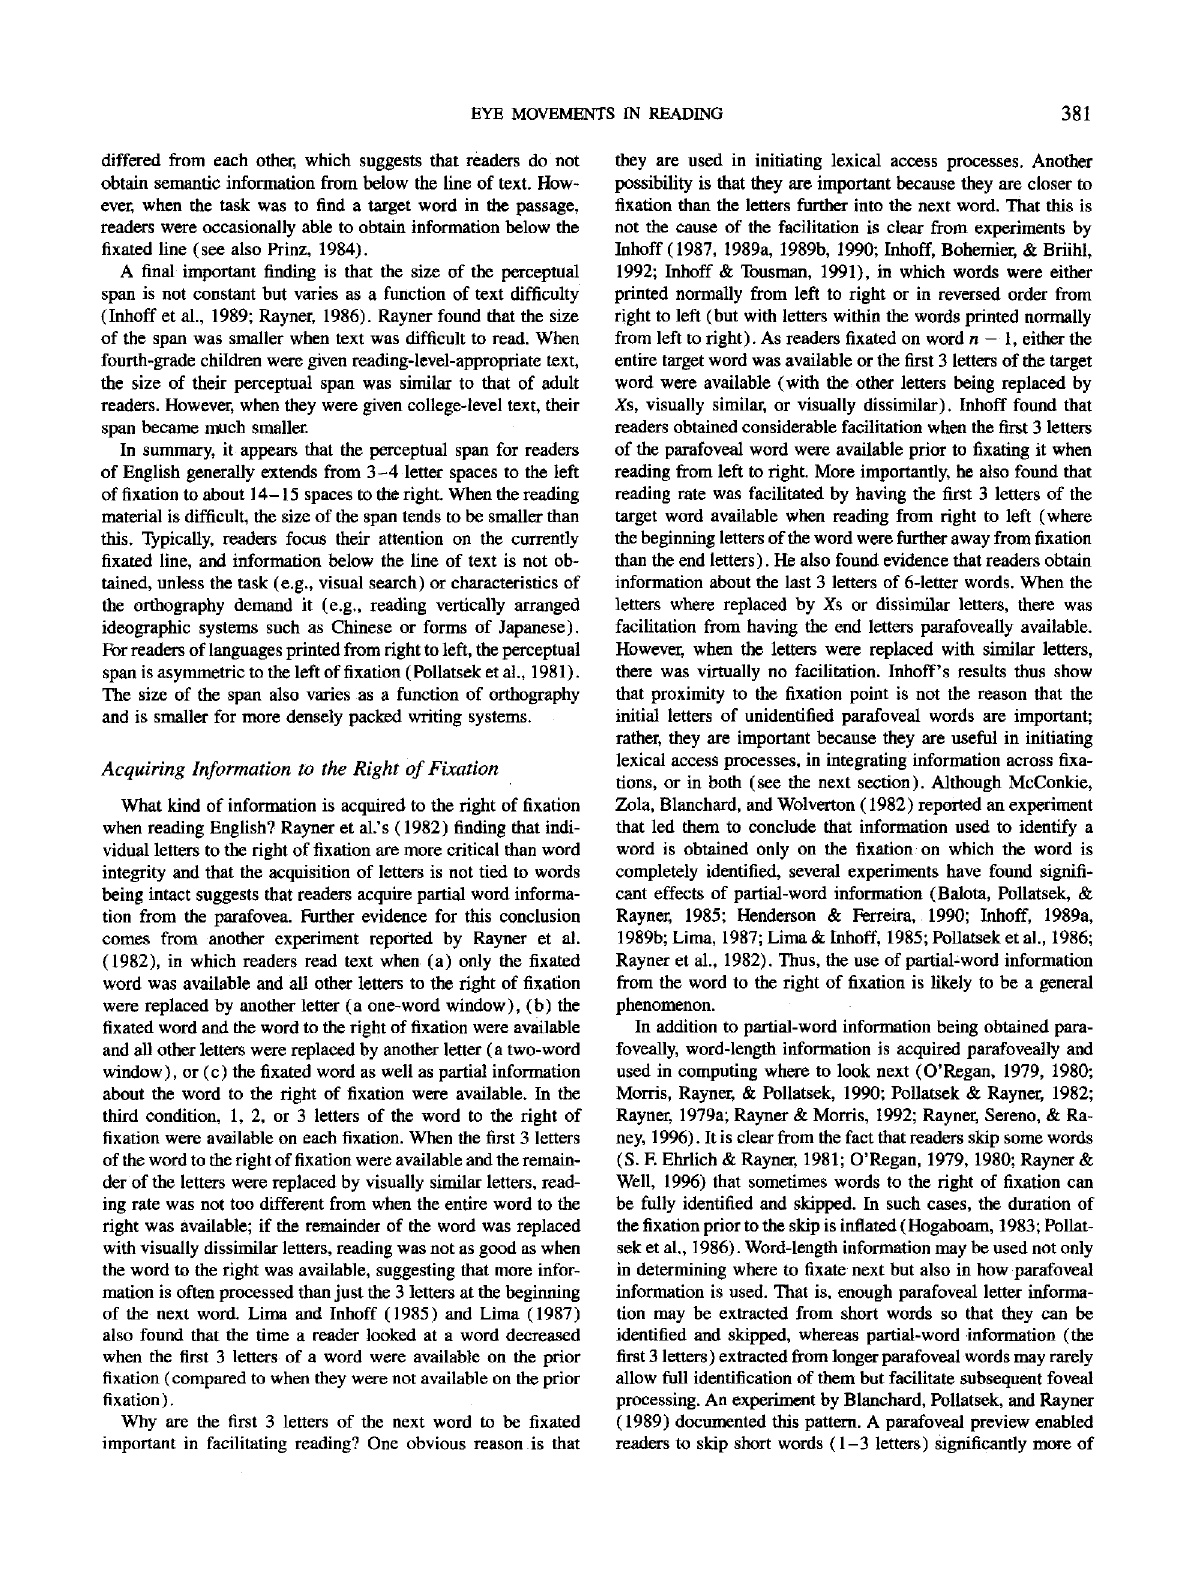 EYE MOVEMENTS IN READING
381
differed from each other, which suggests that readers do not
obtain semantic information from below the line of text. How-
ever, when the task was to find a target word in the passage,
readers were occasionally able to obtain information below the
fixated line (see also Prinz, 1984).
A final important finding is that the size of the perceptual
span is not constant but varies as a function of text difficulty
(Inhoff et al., 1989; Rayner, 1986). Rayner found that the size
of the span was smaller when text was difficult to read. When
fourth-grade children were given reading-level-appropriate text,
the size of their perceptual span was similar to that of adult
readers. However, when they were given college-level text, their
span became much smaller.
In summary, it appears that the perceptual span for readers
of English generally extends from 3–4 letter spaces to the left
of fixation to about 14–15 spaces to the right. When the reading
material is difficult, the size of the span tends to be smaller than
this. Typically, readers focus their attention on the currently
fixated line, and information below the line of text is not ob-
tained, unless the task (e.g., visual search) or characteristics of
the orthography demand it (e.g., reading vertically arranged
ideographic systems such as Chinese or forms of Japanese).
For readers of languages printed from right to left, the perceptual
span is asymmetric to the left of fixation (Pollatsek et al., 1981).
The size of the span also varies as a function of orthography
and is smaller for more densely packed writing systems.
Acquiring Information to the Right of Fixation
What kind of information is acquired to the right of fixation
when reading English? Rayner et al.'s (1982) finding that indi-
vidual letters to the right of fixation are more critical than word
integrity and that the acquisition of letters is not tied to words
being intact suggests that readers acquire partial word informa-
tion from the parafovea. Further evidence for this conclusion
comes from another experiment reported by Rayner et al.
(1982), in which readers read text when (a) only the fixated
word was available and all other letters to the right of fixation
were replaced by another letter (a one-word window), (b) the
fixated word and the word to the right of fixation were available
and all other letters were replaced by another letter (a two-word
window), or (c) the fixated word as well as partial information
about the word to the right of fixation were available. In the
third condition, 1, 2, or 3 letters of the word to the right of
fixation were available on each fixation. When the first 3 letters
of the word to the right of fixation were available and the remain-
der of the letters were replaced by visually similar letters, read-
ing rate was not too different from when the entire word to the
right was available; if the remainder of the word was replaced
with visually dissimilar letters, reading was not as good as when
the word to the right was available, suggesting that more infor-
mation is often processed than just the 3 letters at the beginning
of the next word. Lima and Inhoff (1985) and Lima (1987)
also found that the time a reader looked at a word decreased
when the first 3 letters of a word were available on the prior
fixation (compared to when they were not available on the prior
fixation).
Why are the first 3 letters of the next word to be fixated
important in facilitating reading? One obvious reason is that
they are used in initiating lexical access processes. Another
possibility is that they are important because they are closer to
fixation than the letters further into the next word. That this is
not the cause of the facilitation is clear from experiments by
Inhoff (1987, 1989a, 1989b, 1990; Inhoff, Bohemier, & Briihl,
1992; Inhoff & Tousman, 1991), in which words were either
printed normally from left to right or in reversed order from
right to left (but with letters within the words printed normally
from left to right). As readers fixated on word n − 1, either the
entire target word was available or the first 3 letters of the target
word were available (with the other letters being replaced by
Xs, visually similar, or visually dissimilar). Inhoff found that
readers obtained considerable facilitation when the first 3 letters
of the parafoveal word were available prior to fixating it when
reading from left to right. More importantly, he also found that
reading rate was facilitated by having the first 3 letters of the
target word available when reading from right to left (where
the beginning letters of the word were further away from fixation
than the end letters). He also found evidence that readers obtain
information about the last 3 letters of 6-letter words. When the
letters where replaced by Xs or dissimilar letters, there was
facilitation from having the end letters parafoveally available.
However, when the letters were replaced with similar letters,
there was virtually no facilitation. Inhoff's results thus show
that proximity to the fixation point is not the reason that the
initial letters of unidentified parafoveal words are important;
rather, they are important because they are useful in initiating
lexical access processes, in integrating information across fixa-
tions, or in both (see the next section). Although McConkie,
Zola, Blanchard, and Wolverton (1982) reported an experiment
that led them to conclude that information used to identify a
word is obtained only on the fixation on which the word is
completely identified, several experiments have found signifi-
cant effects of partial-word information (Balota, Pollatsek, &
Rayner, 1985; Henderson & Ferreira, 1990; Inhoff, 1989a,
1989b; Lima, 1987; Lima & Inhoff, 1985; Pollatsek et al., 1986;
Rayner et al., 1982). Thus, the use of partial-word information
from the word to the right of fixation is likely to be a general
phenomenon.
In addition to partial-word information being obtained para-
foveally, word-length information is acquired parafoveally and
used in computing where to look next (O'Regan, 1979, 1980;
Morris, Rayner, & Pollatsek, 1990; Pollatsek & Rayner, 1982;
Rayner, 1979a; Rayner & Morris, 1992; Rayner, Sereno, & Ra-
ney, 1996). It is clear from the fact that readers skip some words
(S. F. Ehrlich & Rayner, 1981; O'Regan, 1979, 1980; Rayner &
Well, 1996) that sometimes words to the right of fixation can
be fully identified and skipped. In such cases, the duration of
the fixation prior to the skip is inflated (Hogaboam, 1983; Pollat-
sek et al., 1986). Word-length information may be used not only
in determining where to fixate next but also in how parafoveal
information is used. That is, enough parafoveal letter informa-
tion may be extracted from short words so that they can be
identified and skipped, whereas partial-word information (the
first 3 letters) extracted from longer parafoveal words may rarely
allow full identification of them but facilitate subsequent foveal
processing. An experiment by Blanchard, Pollatsek, and Rayner
(1989) documented this pattern. A parafoveal preview enabled
readers to skip short words (1–3 letters) significantly more of